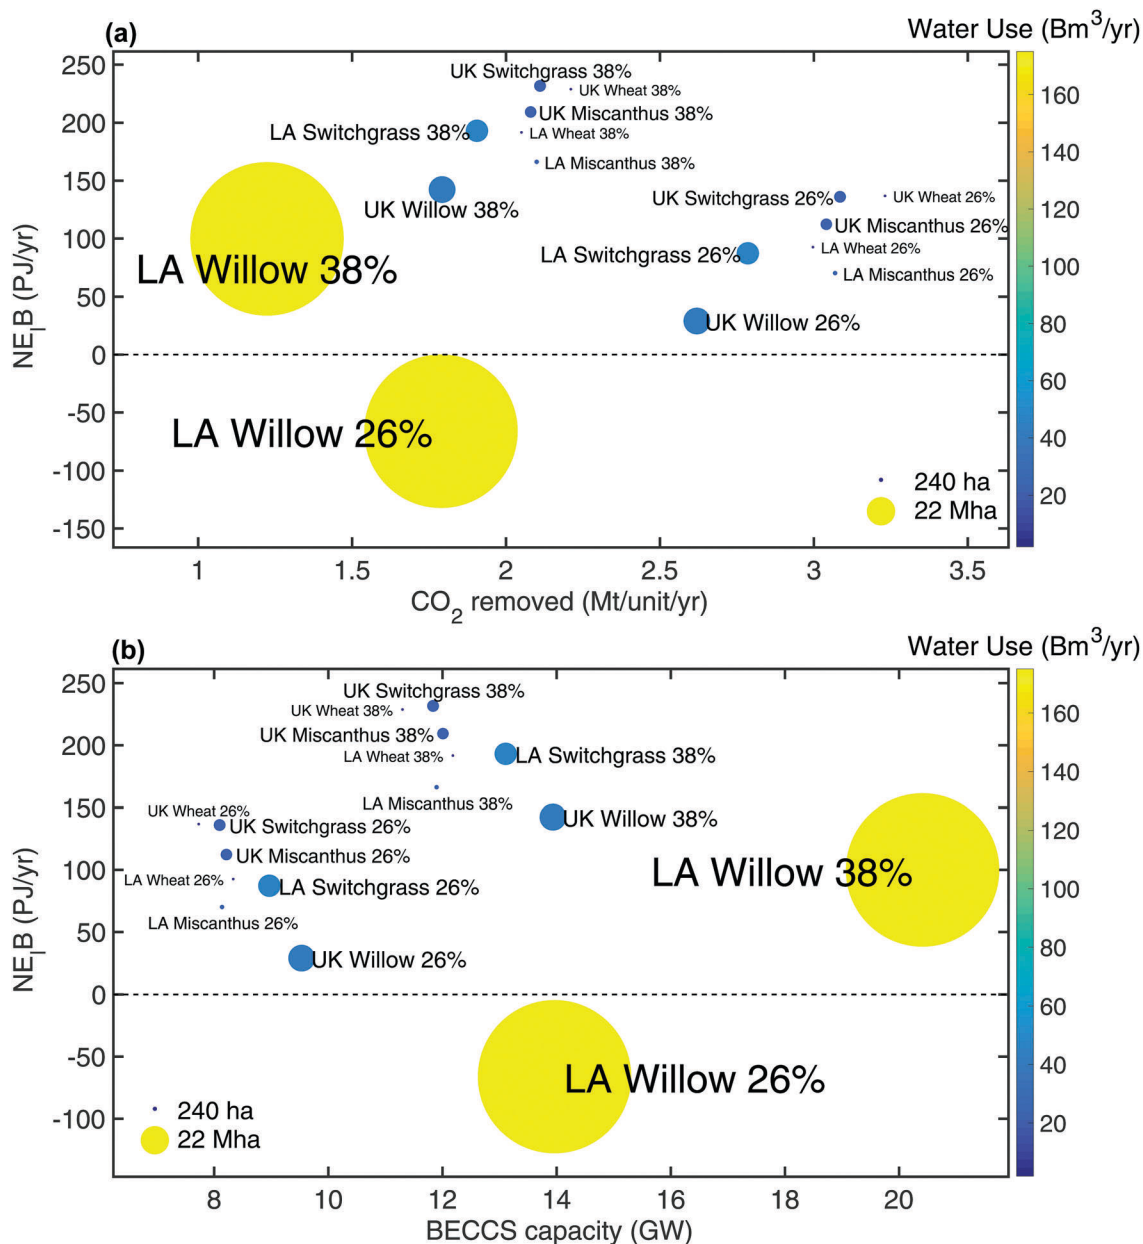 (a)
Water Use (Bm³/yr)
250
200
150
100
50
0
-50
-100
-150
NE_lB (PJ/yr)
UK Switchgrass 38%
UK Wheat 38%
UK Miscanthus 38%
LA Switchgrass 38%
LA Wheat 38%
LA Miscanthus 38%
UK Willow 38%
LA Willow 38%
UK Switchgrass 26%
UK Wheat 26%
UK Miscanthus 26%
LA Wheat 26%
LA Switchgrass 26%
LA Miscanthus 26%
UK Willow 26%
LA Willow 26%
240 ha
22 Mha
1 1.5 2 2.5 3 3.5
CO₂ removed (Mt/unit/yr)
160
140
120
100
80
60
40
20
(b)
Water Use (Bm³/yr)
250
200
150
100
50
0
-50
-100
NE_lB (PJ/yr)
UK Switchgrass 38%
UK Wheat 38%
UK Miscanthus 38%
LA Wheat 38%
LA Switchgrass 38%
LA Miscanthus 38%
UK Wheat 26%
UK Switchgrass 26%
UK Willow 38%
UK Miscanthus 26%
LA Wheat 26%
LA Switchgrass 26%
LA Willow 38%
LA Miscanthus 26%
UK Willow 26%
LA Willow 26%
240 ha
22 Mha
8 10 12 14 16 18 20
BECCS capacity (GW)
160
140
120
100
80
60
40
20